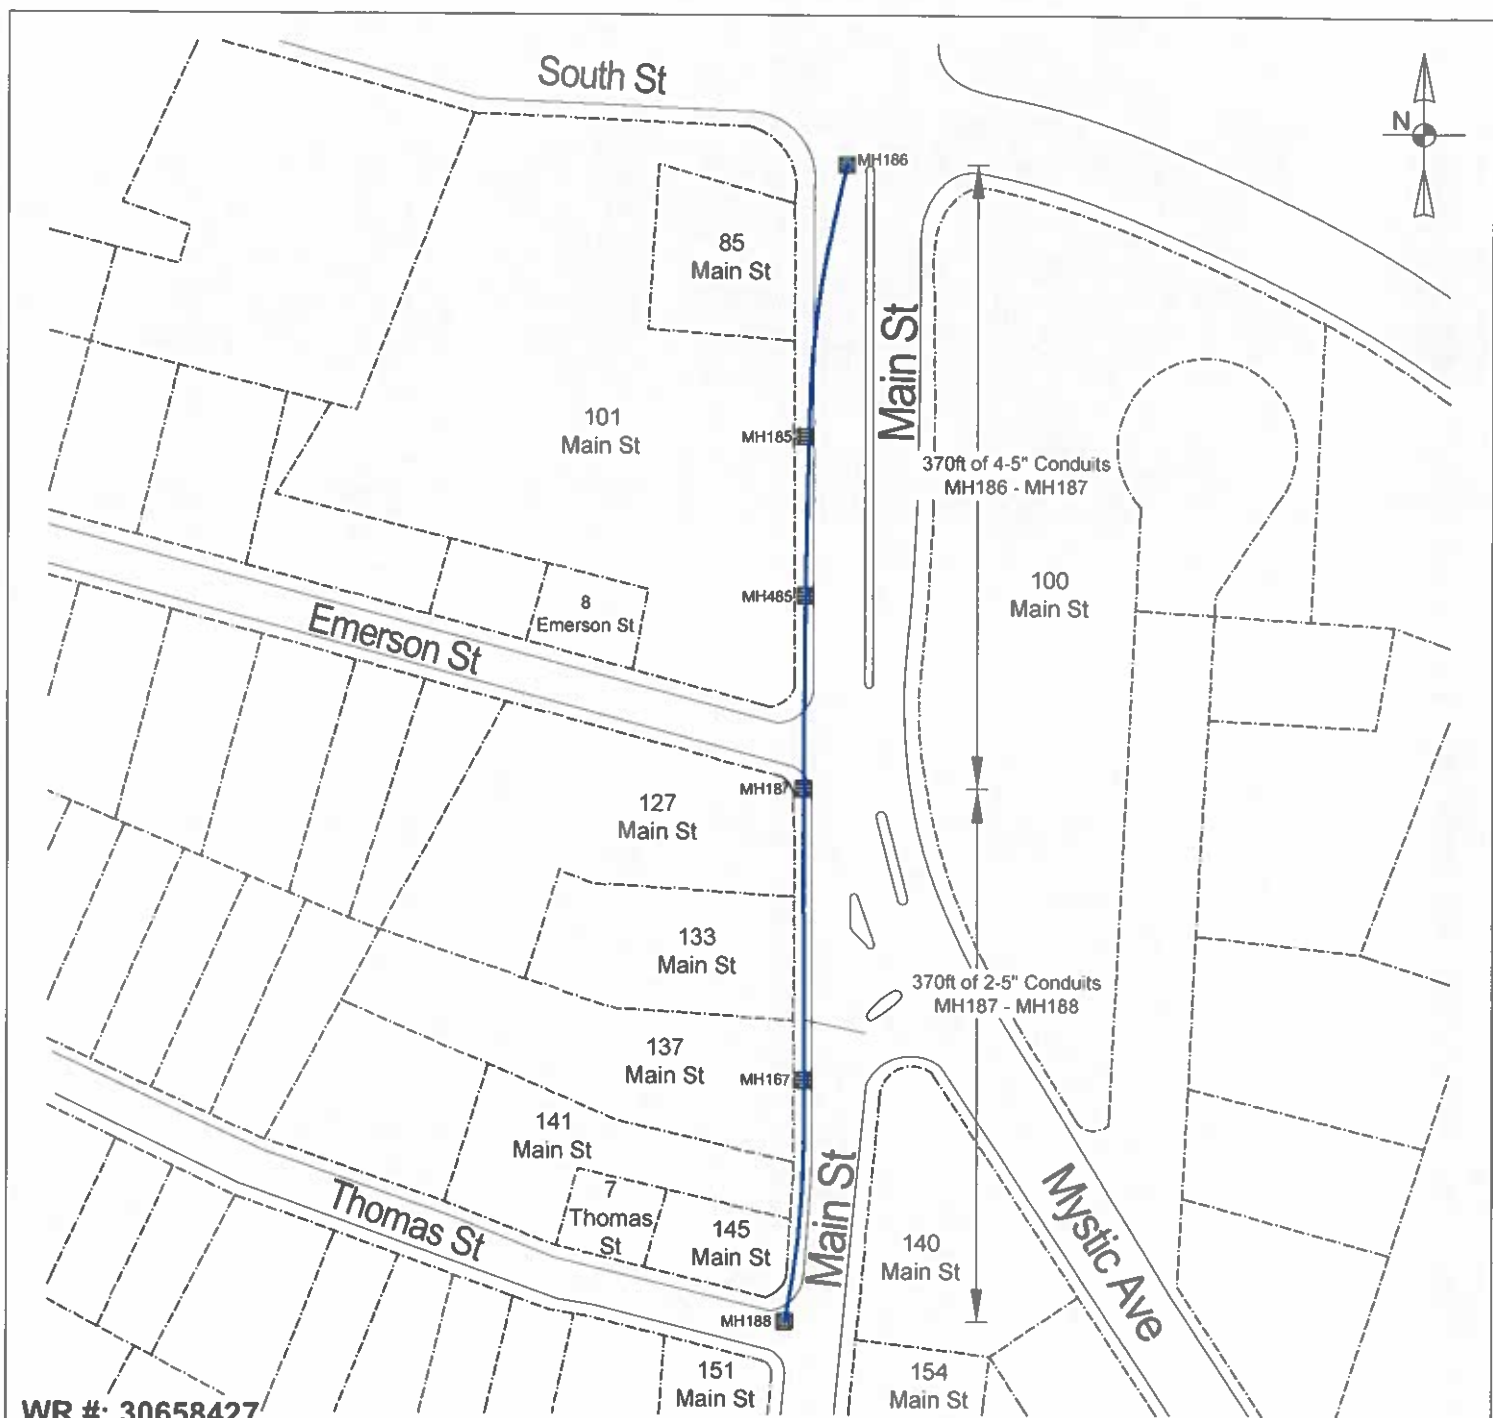 South St
N
MH186
85
Main St
Main St
101
Main St
MH185
370ft of 4-5" Conduits
MH186 - MH187
100
Main St
MH485
8
Emerson St
Emerson St
MH187
127
Main St
133
Main St
370ft of 2-5" Conduits
MH187 - MH188
137
Main St
MH167
141
Main St
Main St
Mystic Ave
Thomas St
7
Thomas
St
145
Main St
140
Main St
MH188
151
Main St
154
Main St
WR #: 30658427